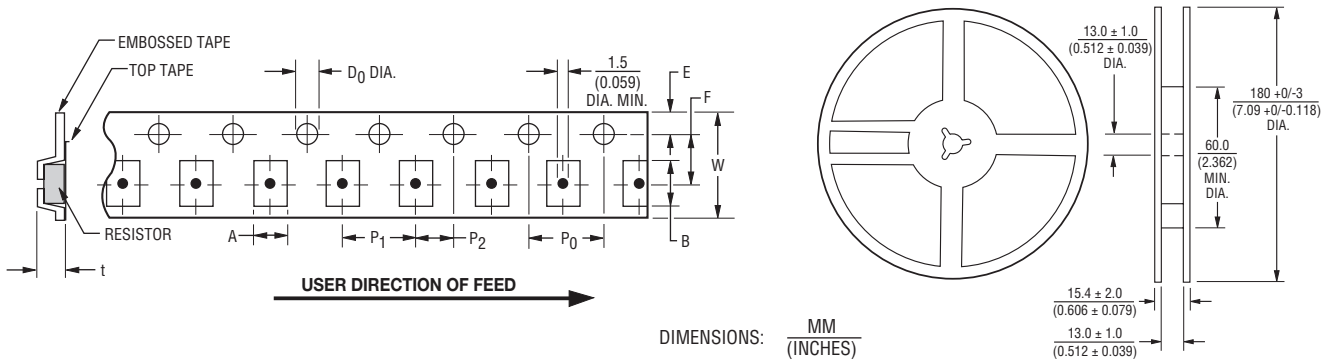 EMBOSSED TAPE
TOP TAPE
RESISTOR
t
D0 DIA.
1.5
(0.059)
DIA. MIN.
E
F
W
A
P1
P2
P0
B
USER DIRECTION OF FEED
13.0 ± 1.0
(0.512 ± 0.039)
DIA.
180 +0/-3
(7.09 +0/-0.118)
DIA.
60.0
(2.362)
MIN.
DIA.
15.4 ± 2.0
(0.606 ± 0.079)
13.0 ± 1.0
(0.512 ± 0.039)
DIMENSIONS: MM
(INCHES)